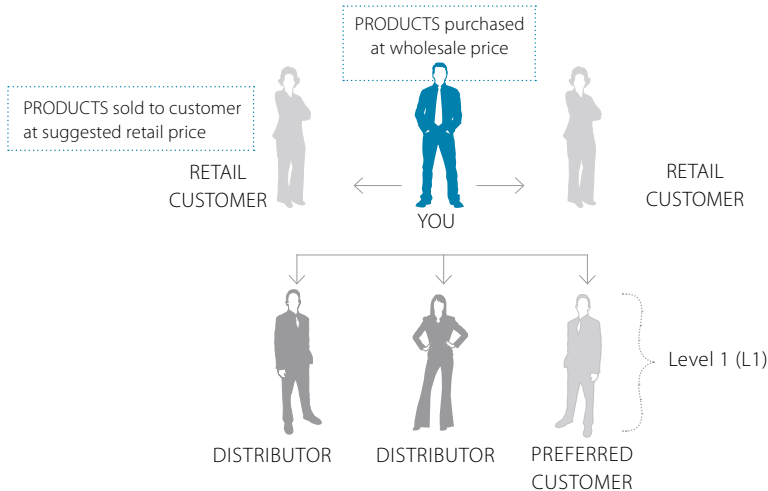 PRODUCTS purchased
at wholesale price
PRODUCTS sold to customer
at suggested retail price
RETAIL
CUSTOMER
YOU
RETAIL
CUSTOMER
Level 1 (L1)
DISTRIBUTOR
DISTRIBUTOR
PREFERRED
CUSTOMER